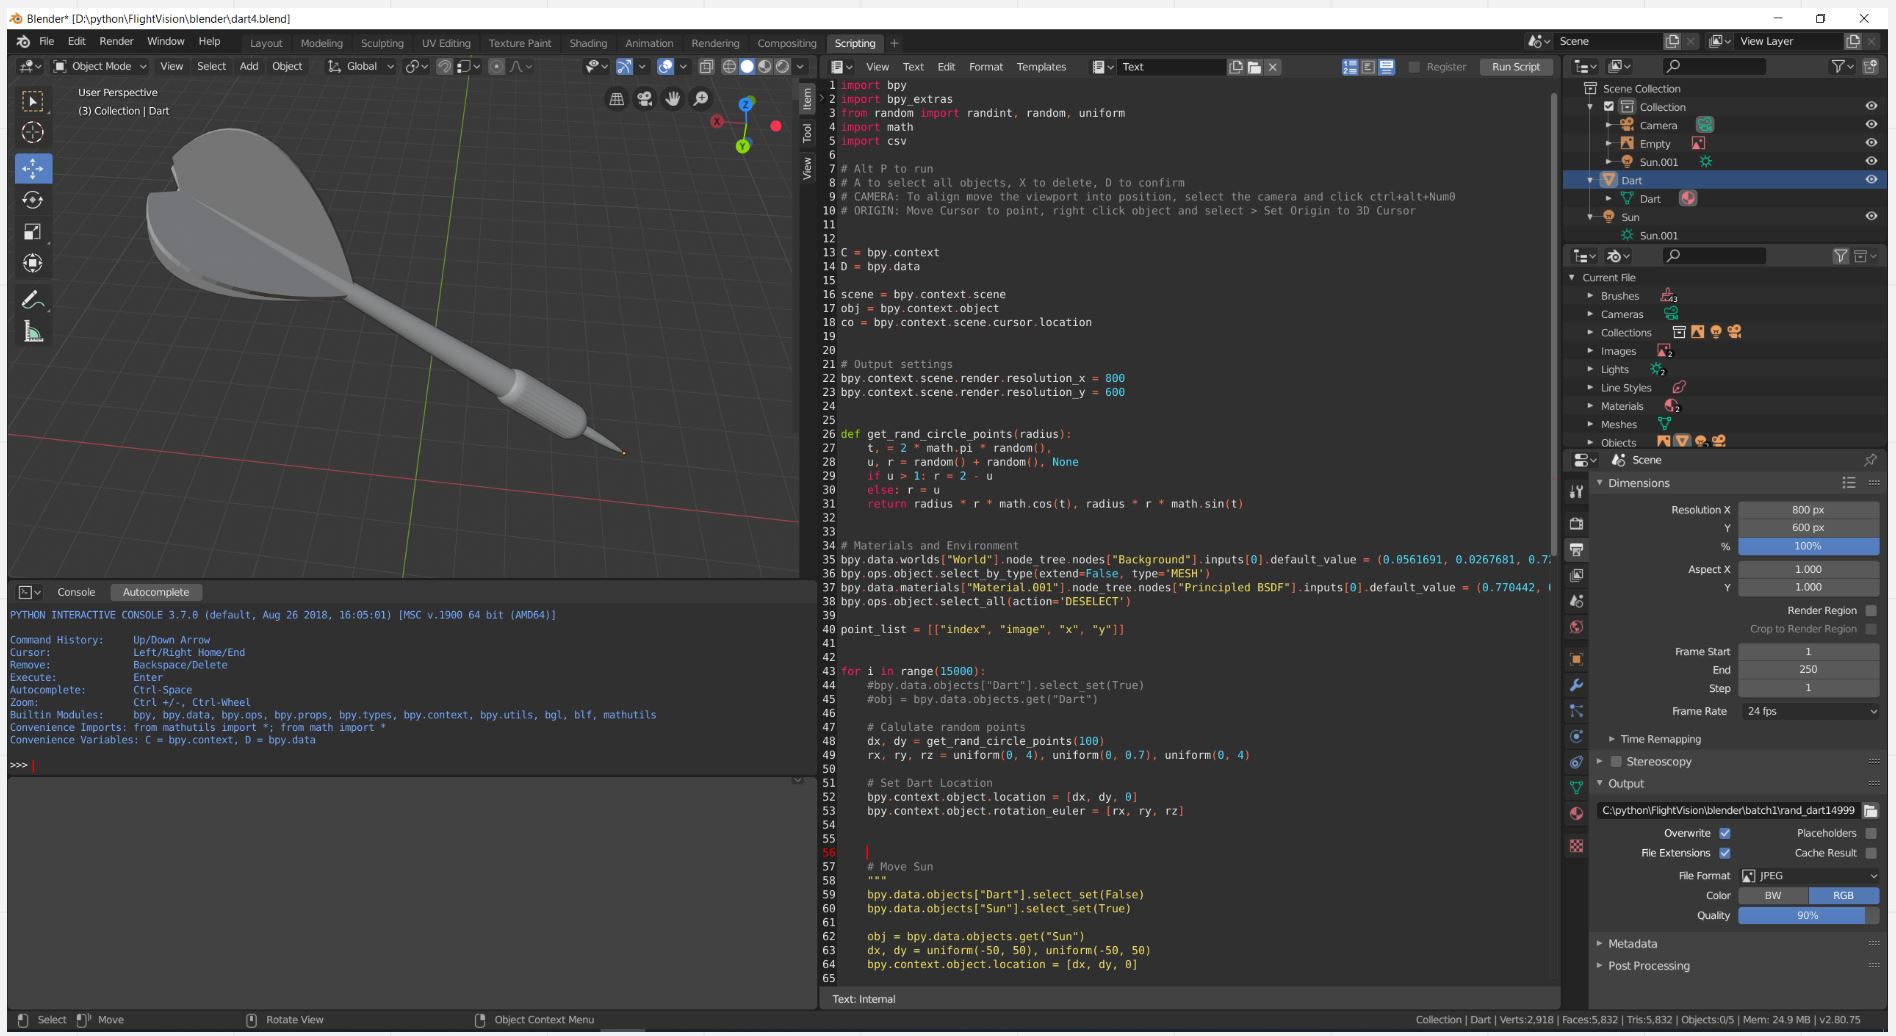 Blender* [D:\python\FlightVision\blender\dart4.blend]
File Edit Render Window Help Layout Modeling Sculpting UV Editing Texture Paint Shading Animation Rendering Compositing Scripting + Scene View Layer
Object Mode View Select Add Object Global
User Perspective
(3) Collection | Dart
Z
X
Y
Item
Tool
View
Console Autocomplete
PYTHON INTERACTIVE CONSOLE 3.7.0 (default, Aug 26 2018, 16:05:01) [MSC v.1900 64 bit (AMD64)]
Command History: Up/Down Arrow
Cursor: Left/Right Home/End
Remove: Backspace/Delete
Execute: Enter
Autocomplete: Ctrl-Space
Zoom: Ctrl +/-, Ctrl-Wheel
Builtin Modules: bpy, bpy.data, bpy.ops, bpy.props, bpy.types, bpy.context, bpy.utils, bgl, blf, mathutils
Convenience Imports: from mathutils import *; from math import *
Convenience Variables: C = bpy.context, D = bpy.data
>>>
View Text Edit Format Templates Text Register Run Script
1 import bpy
2 import bpy_extras
3 from random import randint, random, uniform
4 import math
5 import csv
6
7 # Alt P to run
8 # A to select all objects, X to delete, D to confirm
9 # CAMERA: To align move the viewport into position, select the camera and click ctrl+alt+Num0
10 # ORIGIN: Move Cursor to point, right click object and select > Set Origin to 3D Cursor
11
12
13 C = bpy.context
14 D = bpy.data
15
16 scene = bpy.context.scene
17 obj = bpy.context.object
18 co = bpy.context.scene.cursor.location
19
20
21 # Output settings
22 bpy.context.scene.render.resolution_x = 800
23 bpy.context.scene.render.resolution_y = 600
24
25
26 def get_rand_circle_points(radius):
27 t, = 2 * math.pi * random(),
28 u, r = random() + random(), None
29 if u > 1: r = 2 - u
30 else: r = u
31 return radius * r * math.cos(t), radius * r * math.sin(t)
32
33
34 # Materials and Environment
35 bpy.data.worlds["World"].node_tree.nodes["Background"].inputs[0].default_value = (0.0561691, 0.0267681, 0.7
36 bpy.ops.object.select_by_type(extend=False, type='MESH')
37 bpy.data.materials["Material.001"].node_tree.nodes["Principled BSDF"].inputs[0].default_value = (0.770442,
38 bpy.ops.object.select_all(action='DESELECT')
39
40 point_list = [["index", "image", "x", "y"]]
41
42
43 for i in range(15000):
44 #bpy.data.objects["Dart"].select_set(True)
45 #obj = bpy.data.objects.get("Dart")
46
47 # Calulate random points
48 dx, dy = get_rand_circle_points(100)
49 rx, ry, rz = uniform(0, 4), uniform(0, 0.7), uniform(0, 4)
50
51 # Set Dart Location
52 bpy.context.object.location = [dx, dy, 0]
53 bpy.context.object.rotation_euler = [rx, ry, rz]
54
55
56
57 # Move Sun
58 """
59 bpy.data.objects["Dart"].select_set(False)
60 bpy.data.objects["Sun"].select_set(True)
61
62 obj = bpy.data.objects.get("Sun")
63 dx, dy = uniform(-50, 50), uniform(-50, 50)
64 bpy.context.object.location = [dx, dy, 0]
65
Text: Internal
Scene Collection
Collection
Camera
Empty
Sun.001
Dart
Dart
Sun
Sun.001
Current File
Brushes 43
Cameras
Collections
Images 2
Lights 2
Line Styles
Materials 2
Meshes
Objects
Scene
Dimensions
Resolution X 800 px
Y 600 px
% 100%
Aspect X 1.000
Y 1.000
Render Region
Crop to Render Region
Frame Start 1
End 250
Step 1
Frame Rate 24 fps
Time Remapping
Stereoscopy
Output
C:\python\FlightVision\blender\batch1\rand_dart14999
Overwrite Placeholders
File Extensions Cache Result
File Format JPEG
Color BW RGB
Quality 90%
Metadata
Post Processing
Select Move Rotate View Object Context Menu Collection | Dart | Verts:2,918 | Faces:5,832 | Tris:5,832 | Objects:0/5 | Mem: 24.9 MB | v2.80.75